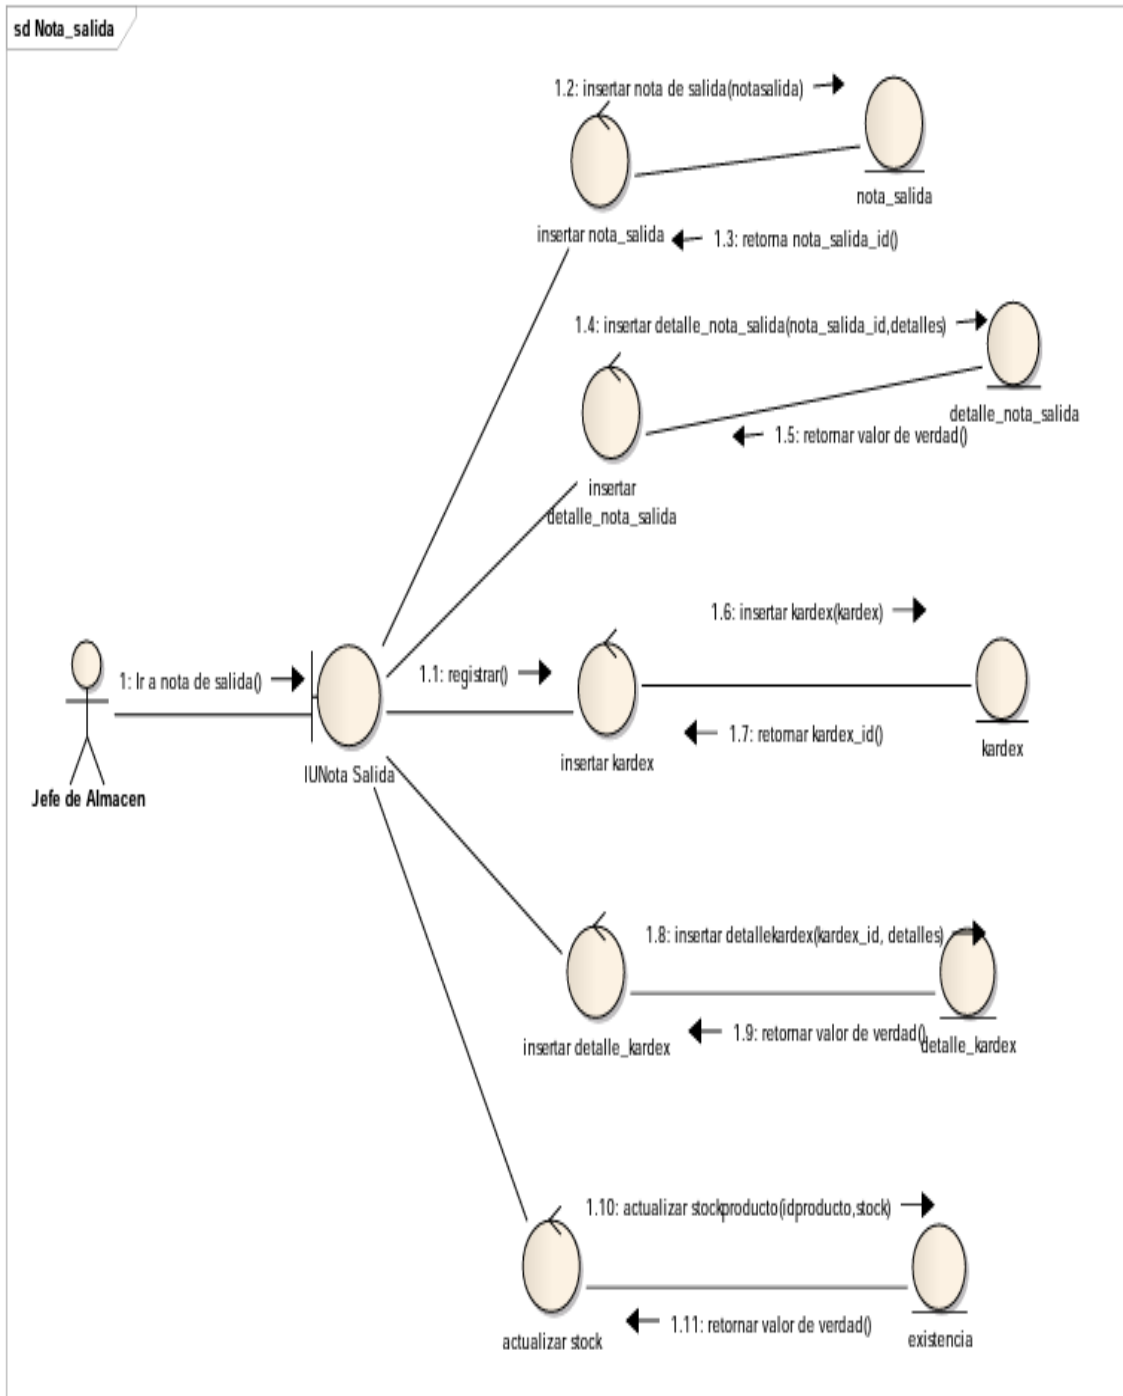 sd Nota_salida
1.2: insertar nota de salida(notasalida)
nota_salida
insertar nota_salida
1.3: retorna nota_salida_id()
1.4: insertar detalle_nota_salida(nota_salida_id,detalles)
detalle_nota_salida
1.5: retornar valor de verdad()
insertar
detalle_nota_salida
1.6: insertar kardex(kardex)
1: Ir a nota de salida()
1.1: registrar()
1.7: retornar kardex_id()
kardex
insertar kardex
IUNota Salida
Jefe de Almacen
1.8: insertar detallekardex(kardex_id, detalles)
1.9: retornar valor de verdad()
detalle_kardex
insertar detalle_kardex
1.10: actualizar stockproducto(idproducto,stock)
1.11: retornar valor de verdad()
existencia
actualizar stock